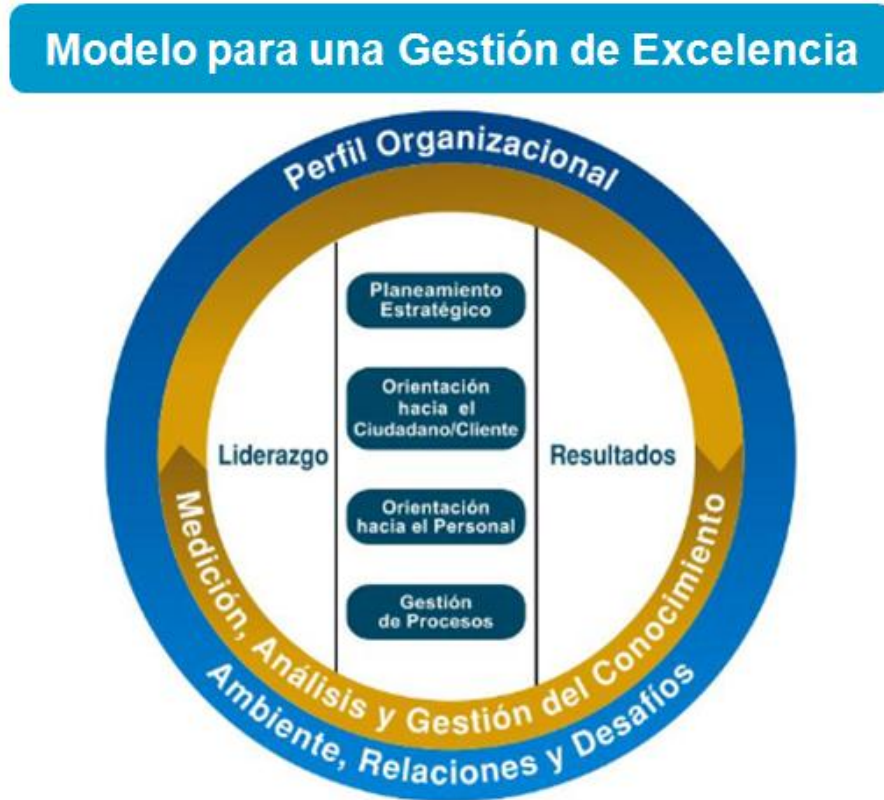 Modelo para una Gestión de Excelencia
Perfil Organizacional
Planeamiento
Estratégico
Orientación
hacia el
Ciudadano/Cliente
Liderazgo
Resultados
Orientación
hacia el Personal
Gestión
de Procesos
Medición, Análisis y Gestión del Conocimiento
Ambiente, Relaciones y Desafíos